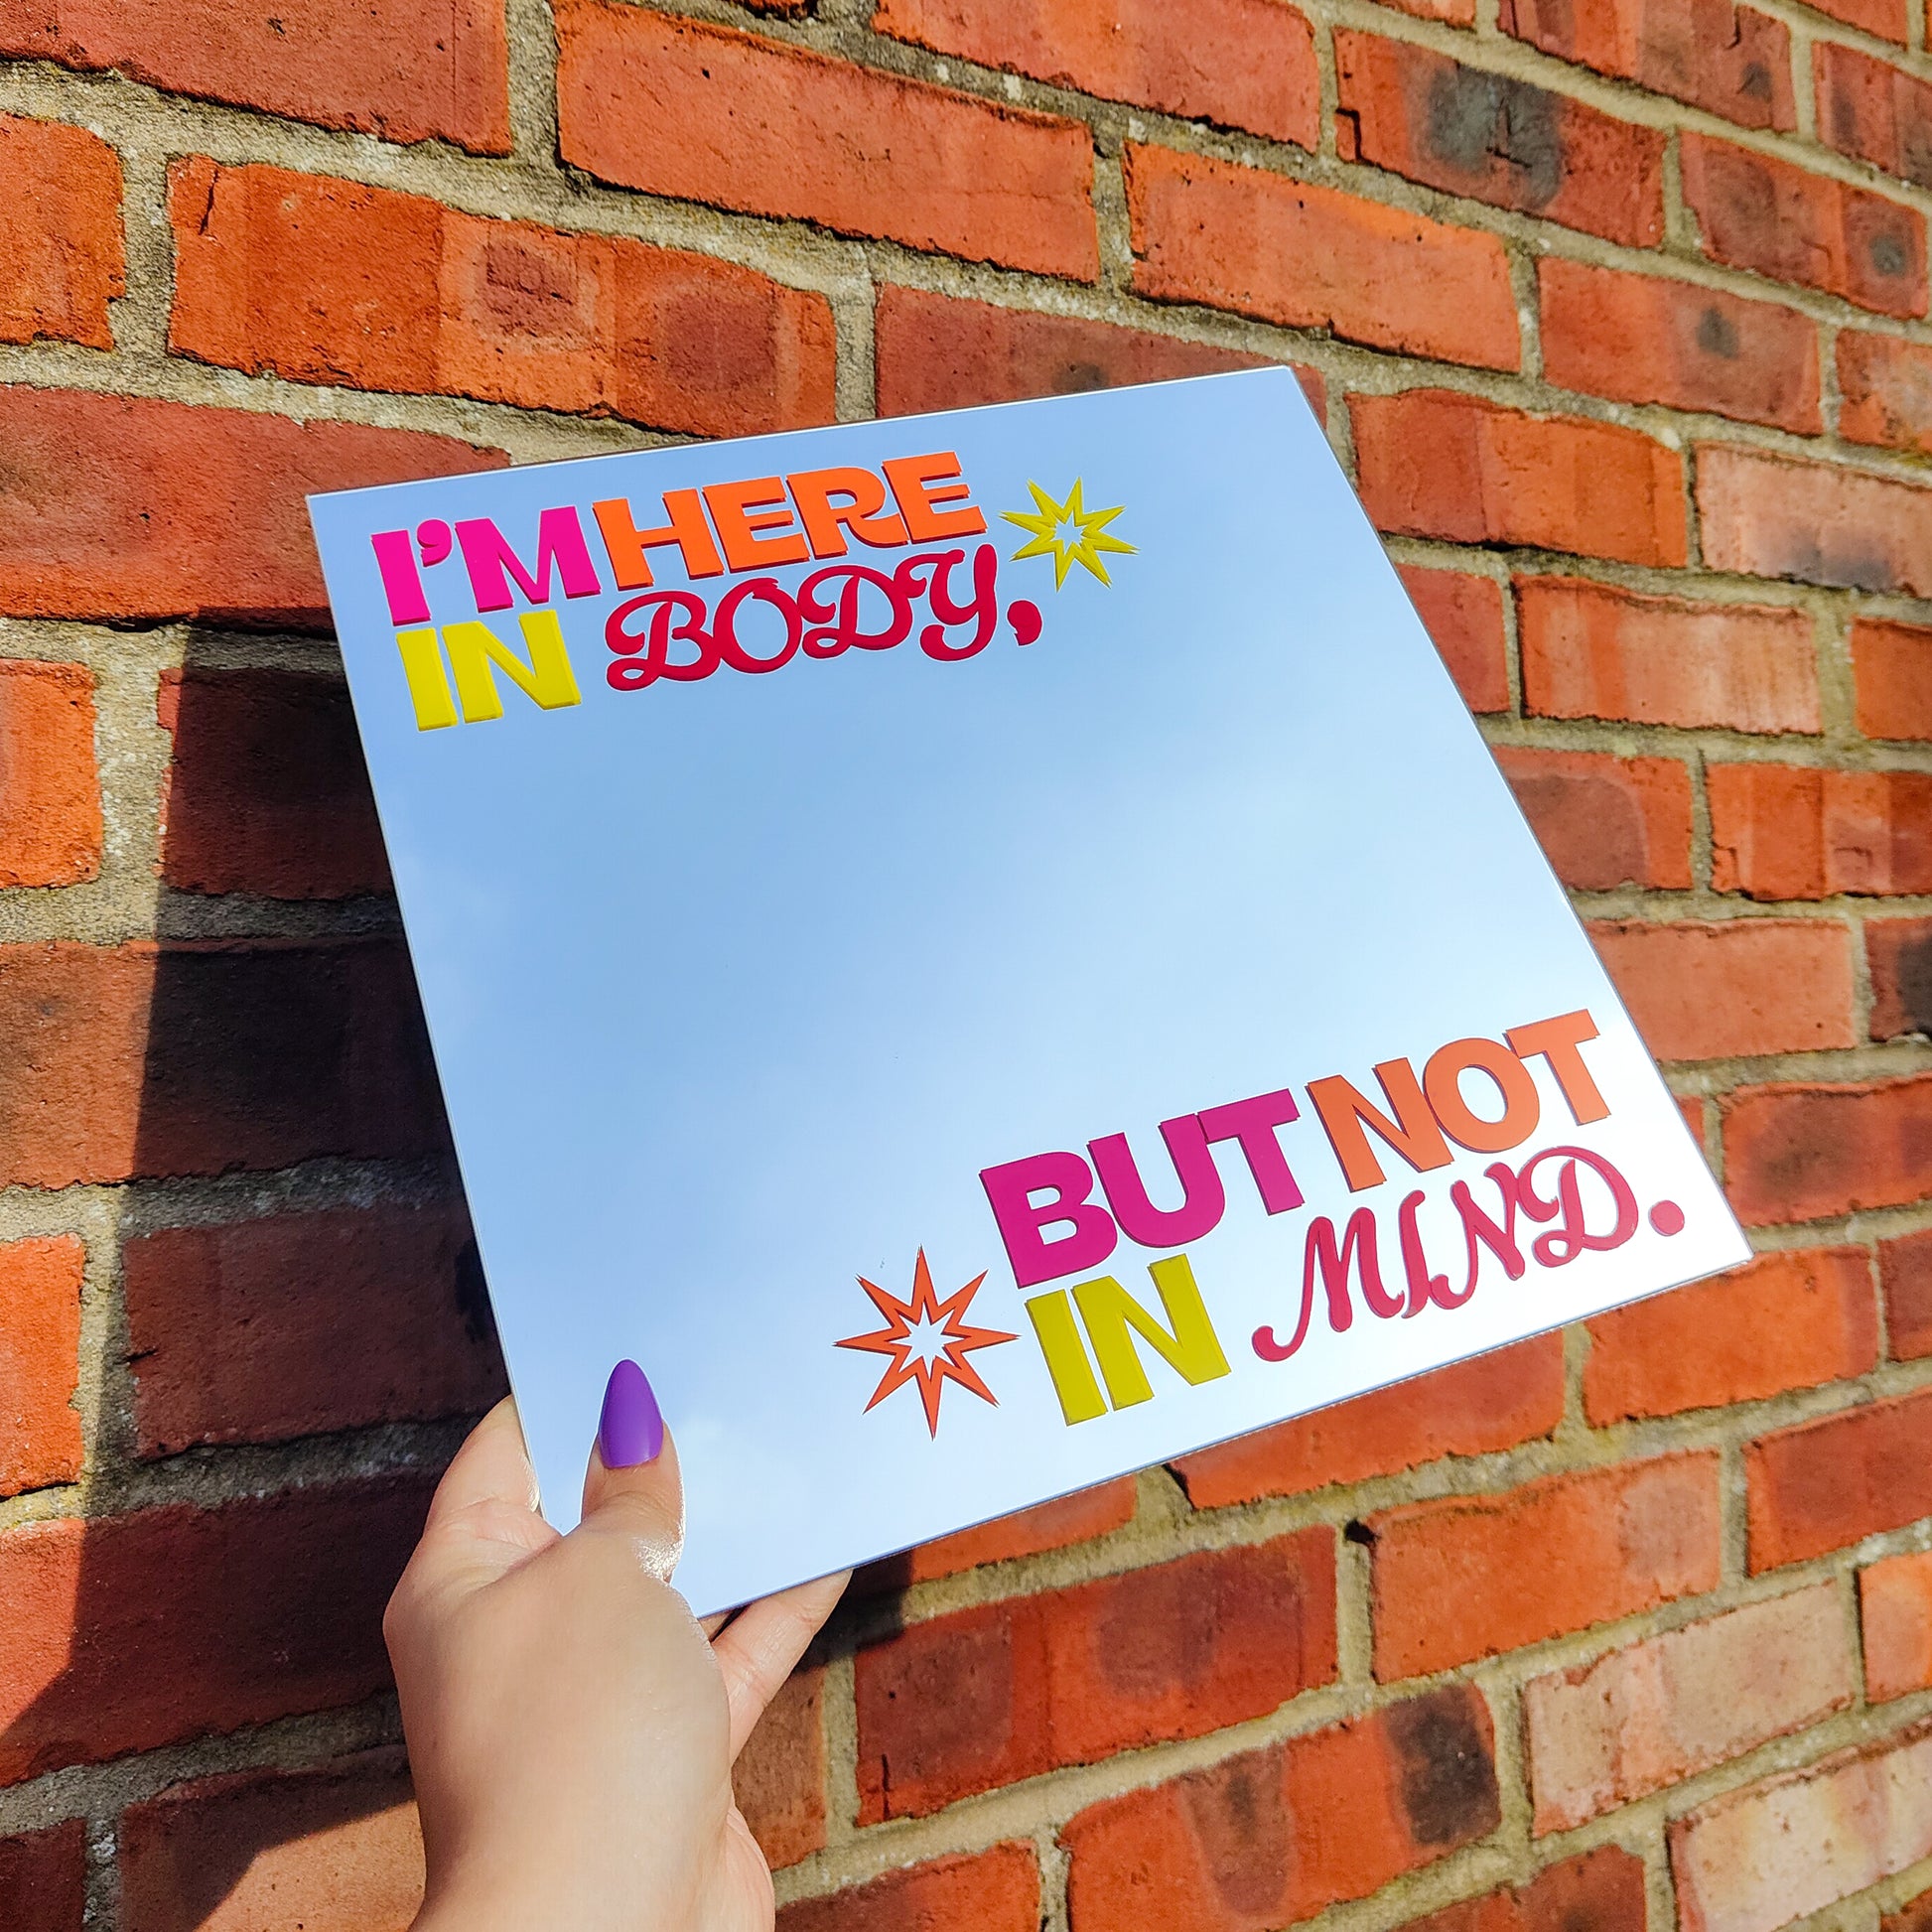 I'M HERE
IN BODY,
BUT NOT
IN MIND.